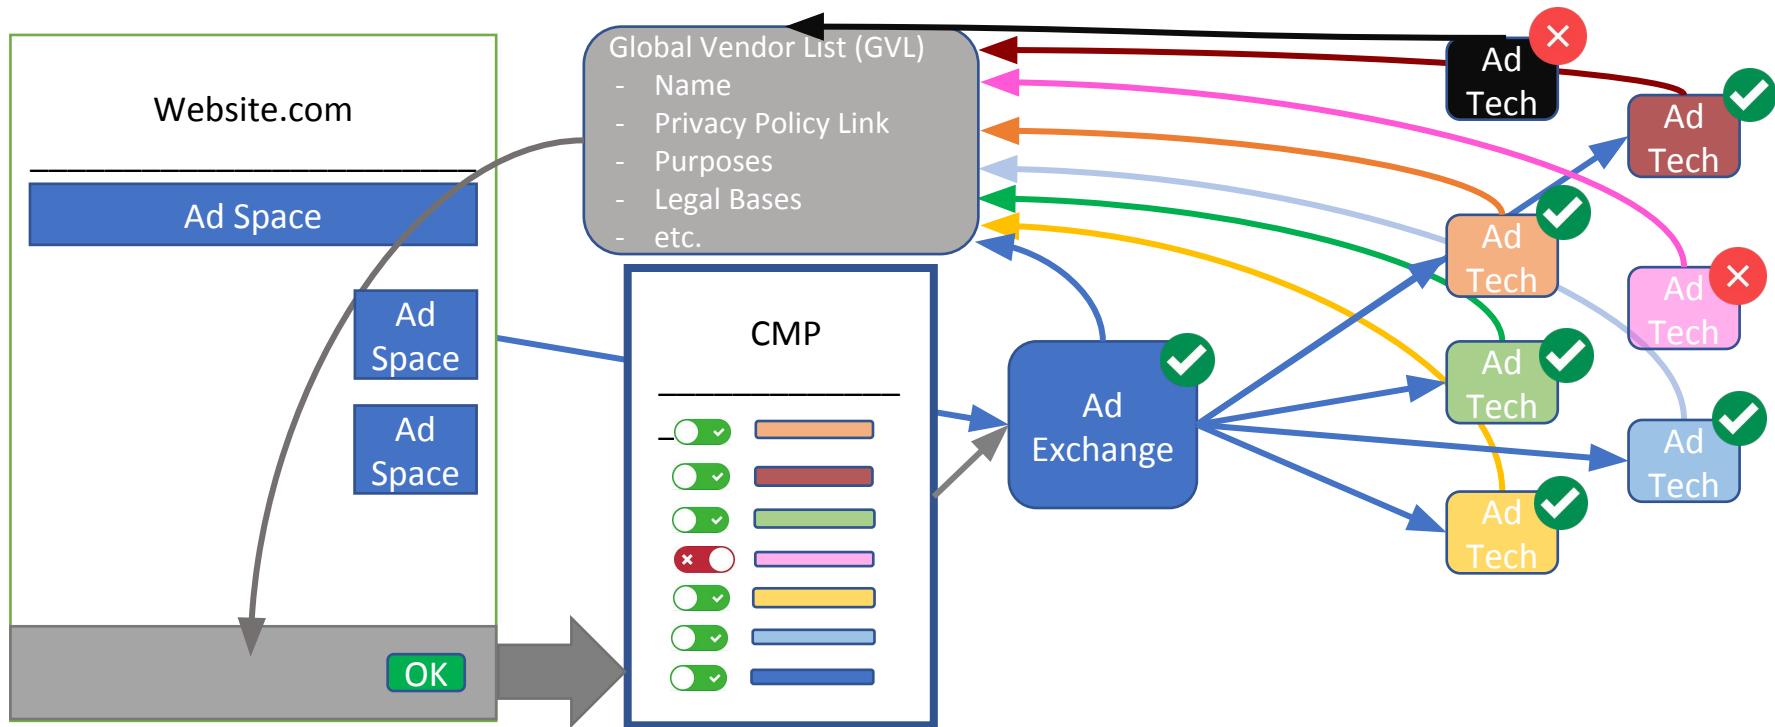 Website.com
Ad Space
Ad
Space
Ad
Space
OK
Global Vendor List (GVL)
- Name
- Privacy Policy Link
- Purposes
- Legal Bases
- etc.
CMP
Ad
Exchange
Ad
Tech
Ad
Tech
Ad
Tech
Ad
Tech
Ad
Tech
Ad
Tech
Ad
Tech